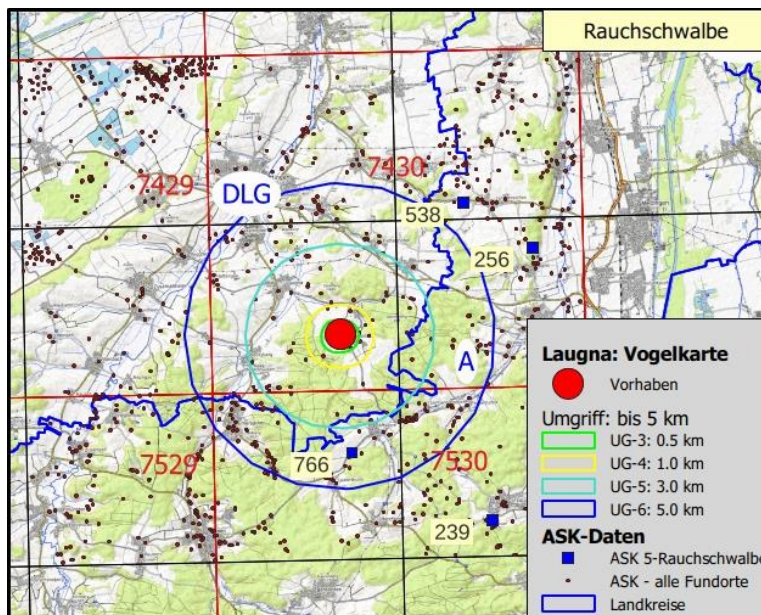 Rauchschwalbe
7429
DLG
7430
538
256
A
766
7529
7530
239
Laugna: Vogelkarte
Vorhaben
Umgriff: bis 5 km
UG-3: 0.5 km
UG-4: 1.0 km
UG-5: 3.0 km
UG-6: 5.0 km
ASK-Daten
ASK 5-Rauchschwalbe
ASK - alle Fundorte
Landkreise